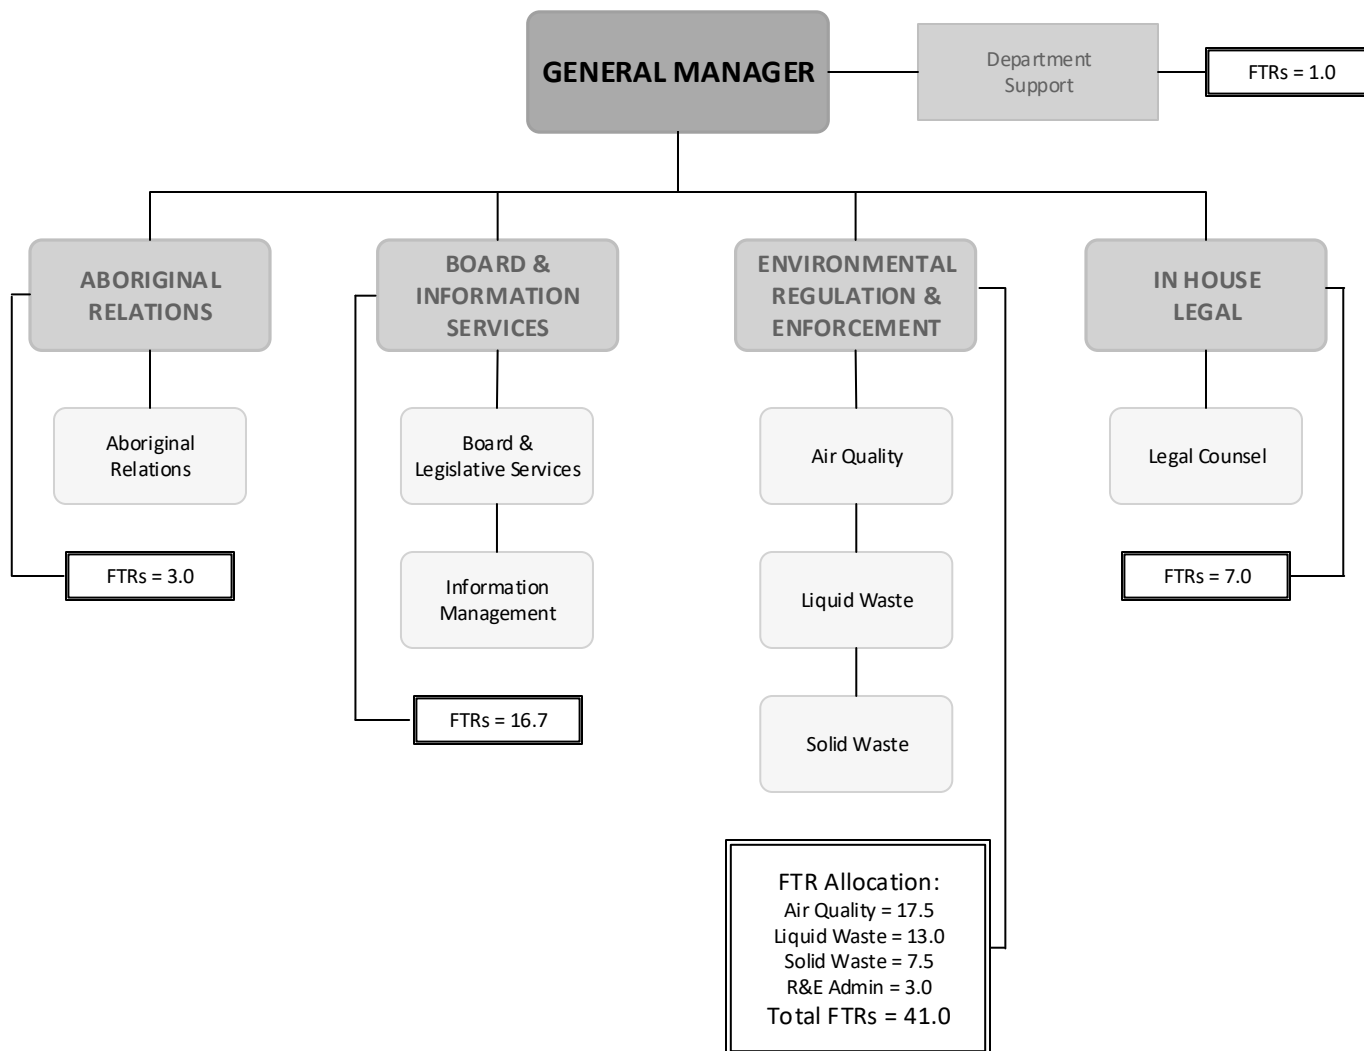 GENERAL MANAGER
Department
Support
FTRs = 1.0
ABORIGINAL
RELATIONS
BOARD &
INFORMATION
SERVICES
ENVIRONMENTAL
REGULATION &
ENFORCEMENT
IN HOUSE
LEGAL
Aboriginal
Relations
Board &
Legislative Services
Air Quality
Legal Counsel
FTRs = 3.0
Information
Management
Liquid Waste
FTRs = 7.0
FTRs = 16.7
Solid Waste
FTR Allocation:
Air Quality = 17.5
Liquid Waste = 13.0
Solid Waste = 7.5
R&E Admin = 3.0
Total FTRs = 41.0